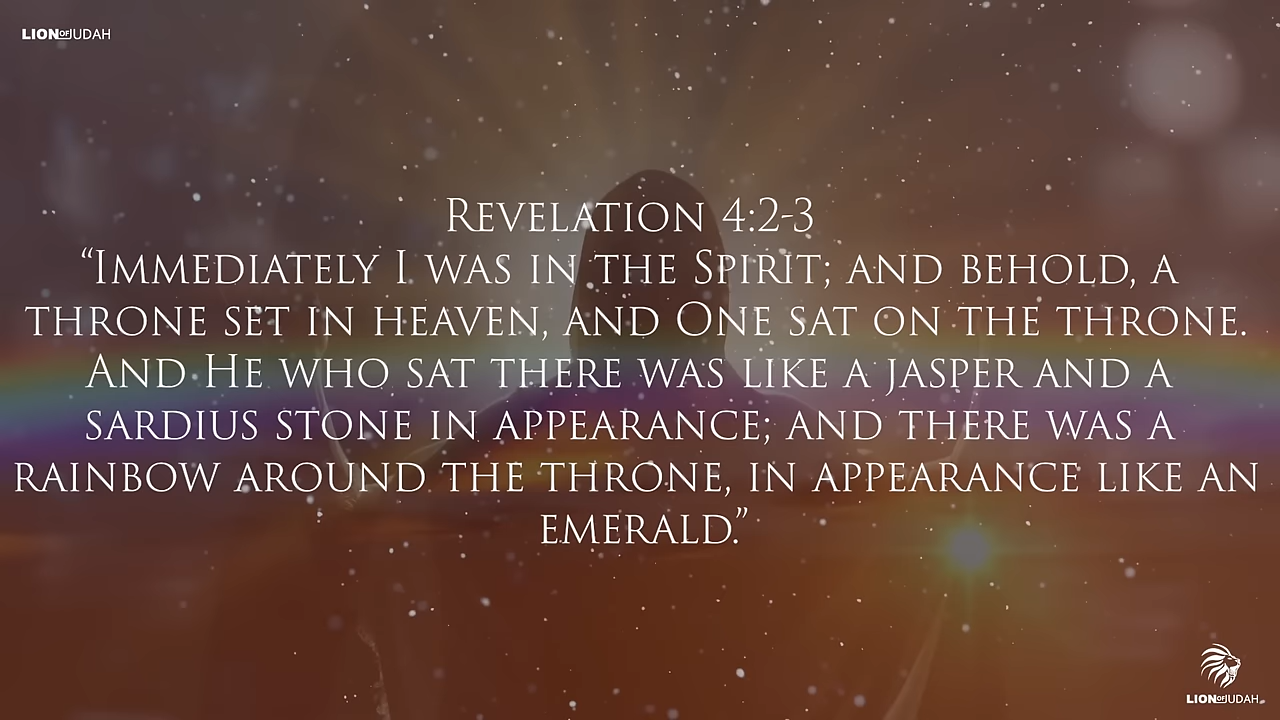 LION OF JUDAH
REVELATION 4:2-3
“IMMEDIATELY I WAS IN THE SPIRIT; AND BEHOLD, A
THRONE SET IN HEAVEN, AND ONE SAT ON THE THRONE.
AND HE WHO SAT THERE WAS LIKE A JASPER AND A
SARDIUS STONE IN APPEARANCE; AND THERE WAS A
RAINBOW AROUND THE THRONE, IN APPEARANCE LIKE AN
EMERALD.”
LION OF JUDAH